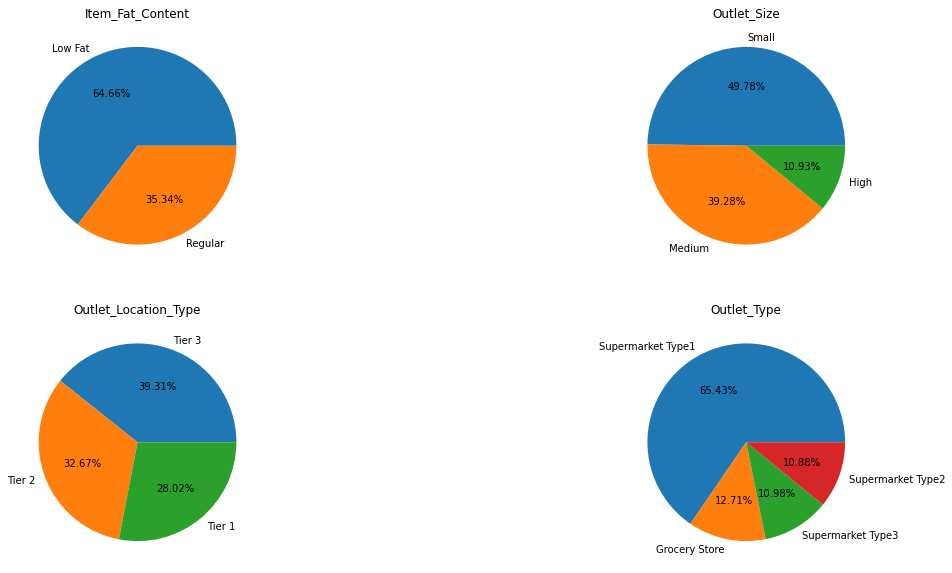 Item_Fat_Content
Low Fat
64.66%
35.34%
Regular
Outlet_Size
Small
49.78%
10.93%
High
39.28%
Medium
Outlet_Location_Type
Tier 3
39.31%
32.67%
Tier 2
28.02%
Tier 1
Outlet_Type
Supermarket Type1
65.43%
10.88%
Supermarket Type2
12.71%
10.98%
Supermarket Type3
Grocery Store